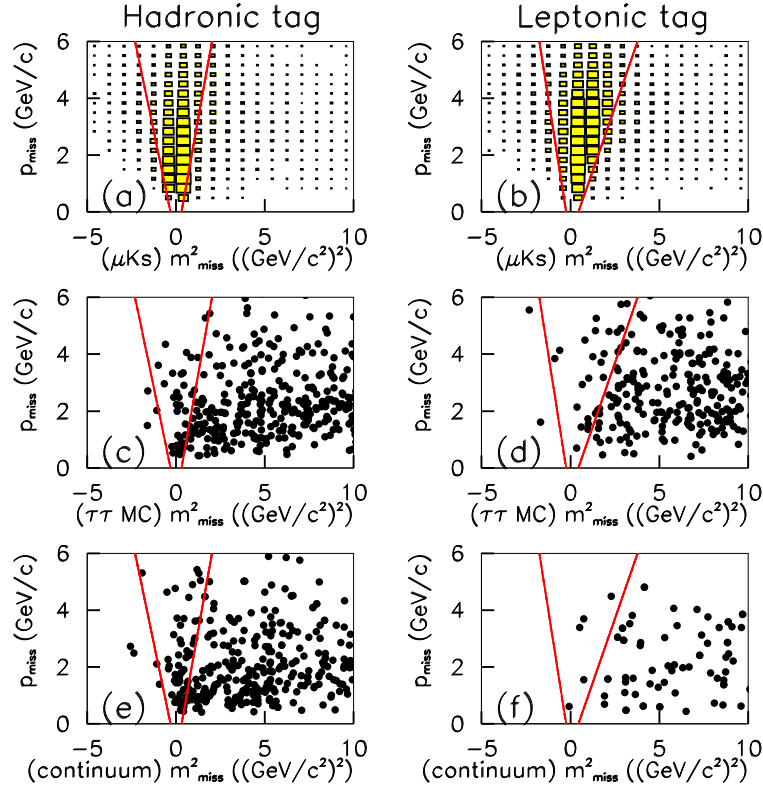 Hadronic tag Leptonic tag
p_miss (GeV/c)
6
4
2
0
(a)
-5 0 5 10
(μKs) m²_miss ((GeV/c²)²)
p_miss (GeV/c)
6
4
2
0
(b)
-5 0 5 10
(μKs) m²_miss ((GeV/c²)²)
p_miss (GeV/c)
6
4
2
0
(c)
-5 0 5 10
(ττ MC) m²_miss ((GeV/c²)²)
p_miss (GeV/c)
6
4
2
0
(d)
-5 0 5 10
(ττ MC) m²_miss ((GeV/c²)²)
p_miss (GeV/c)
6
4
2
0
(e)
-5 0 5 10
(continuum) m²_miss ((GeV/c²)²)
p_miss (GeV/c)
6
4
2
0
(f)
-5 0 5 10
(continuum) m²_miss ((GeV/c²)²)